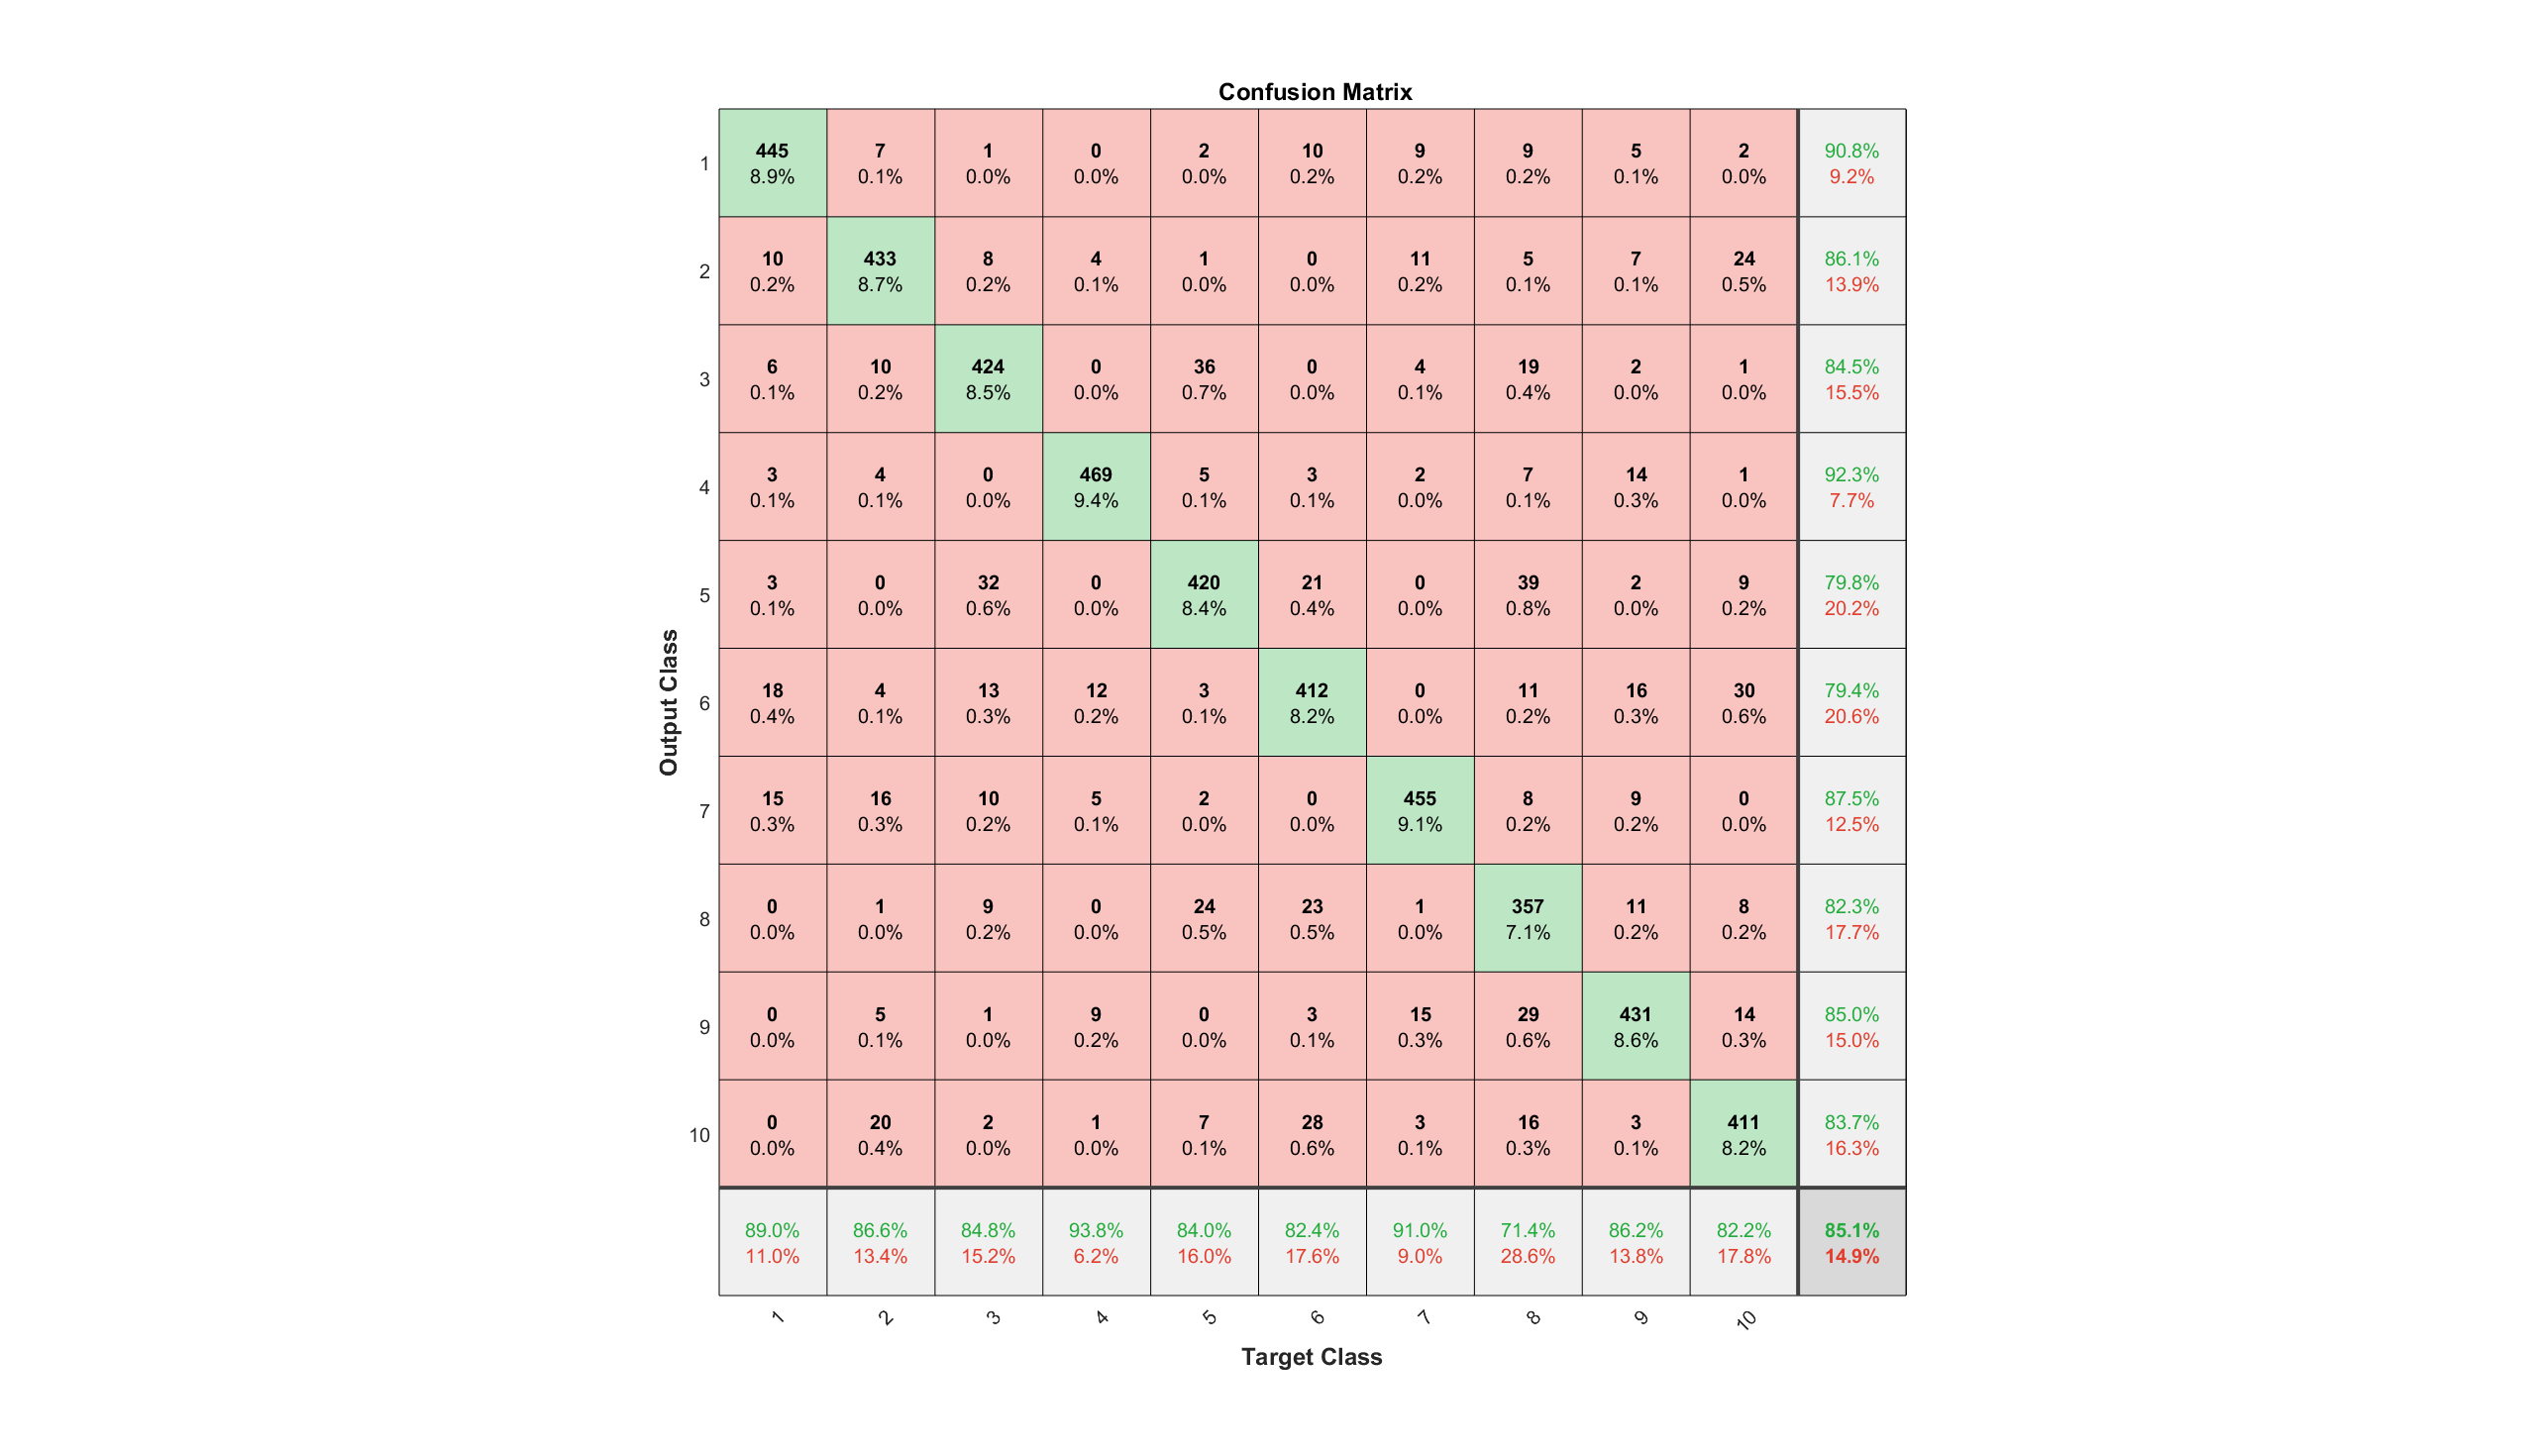 Confusion Matrix
1 445 7 1 0 2 10 9 9 5 2 90.8%
8.9% 0.1% 0.0% 0.0% 0.0% 0.2% 0.2% 0.2% 0.1% 0.0% 9.2%
2 10 433 8 4 1 0 11 5 7 24 86.1%
0.2% 8.7% 0.2% 0.1% 0.0% 0.0% 0.2% 0.1% 0.1% 0.5% 13.9%
3 6 10 424 0 36 0 4 19 2 1 84.5%
0.1% 0.2% 8.5% 0.0% 0.7% 0.0% 0.1% 0.4% 0.0% 0.0% 15.5%
4 3 4 0 469 5 3 2 7 14 1 92.3%
0.1% 0.1% 0.0% 9.4% 0.1% 0.1% 0.0% 0.1% 0.3% 0.0% 7.7%
5 3 0 32 0 420 21 0 39 2 9 79.8%
0.1% 0.0% 0.6% 0.0% 8.4% 0.4% 0.0% 0.8% 0.0% 0.2% 20.2%
6 18 4 13 12 3 412 0 11 16 30 79.4%
0.4% 0.1% 0.3% 0.2% 0.1% 8.2% 0.0% 0.2% 0.3% 0.6% 20.6%
7 15 16 10 5 2 0 455 8 9 0 87.5%
0.3% 0.3% 0.2% 0.1% 0.0% 0.0% 9.1% 0.2% 0.2% 0.0% 12.5%
8 0 1 9 0 24 23 1 357 11 8 82.3%
0.0% 0.0% 0.2% 0.0% 0.5% 0.5% 0.0% 7.1% 0.2% 0.2% 17.7%
9 0 5 1 9 0 3 15 29 431 14 85.0%
0.0% 0.1% 0.0% 0.2% 0.0% 0.1% 0.3% 0.6% 8.6% 0.3% 15.0%
10 0 20 2 1 7 28 3 16 3 411 83.7%
0.0% 0.4% 0.0% 0.0% 0.1% 0.6% 0.1% 0.3% 0.1% 8.2% 16.3%
89.0% 86.6% 84.8% 93.8% 84.0% 82.4% 91.0% 71.4% 86.2% 82.2% 85.1%
11.0% 13.4% 15.2% 6.2% 16.0% 17.6% 9.0% 28.6% 13.8% 17.8% 14.9%
1 2 3 4 5 6 7 8 9 10
Target Class
Output Class